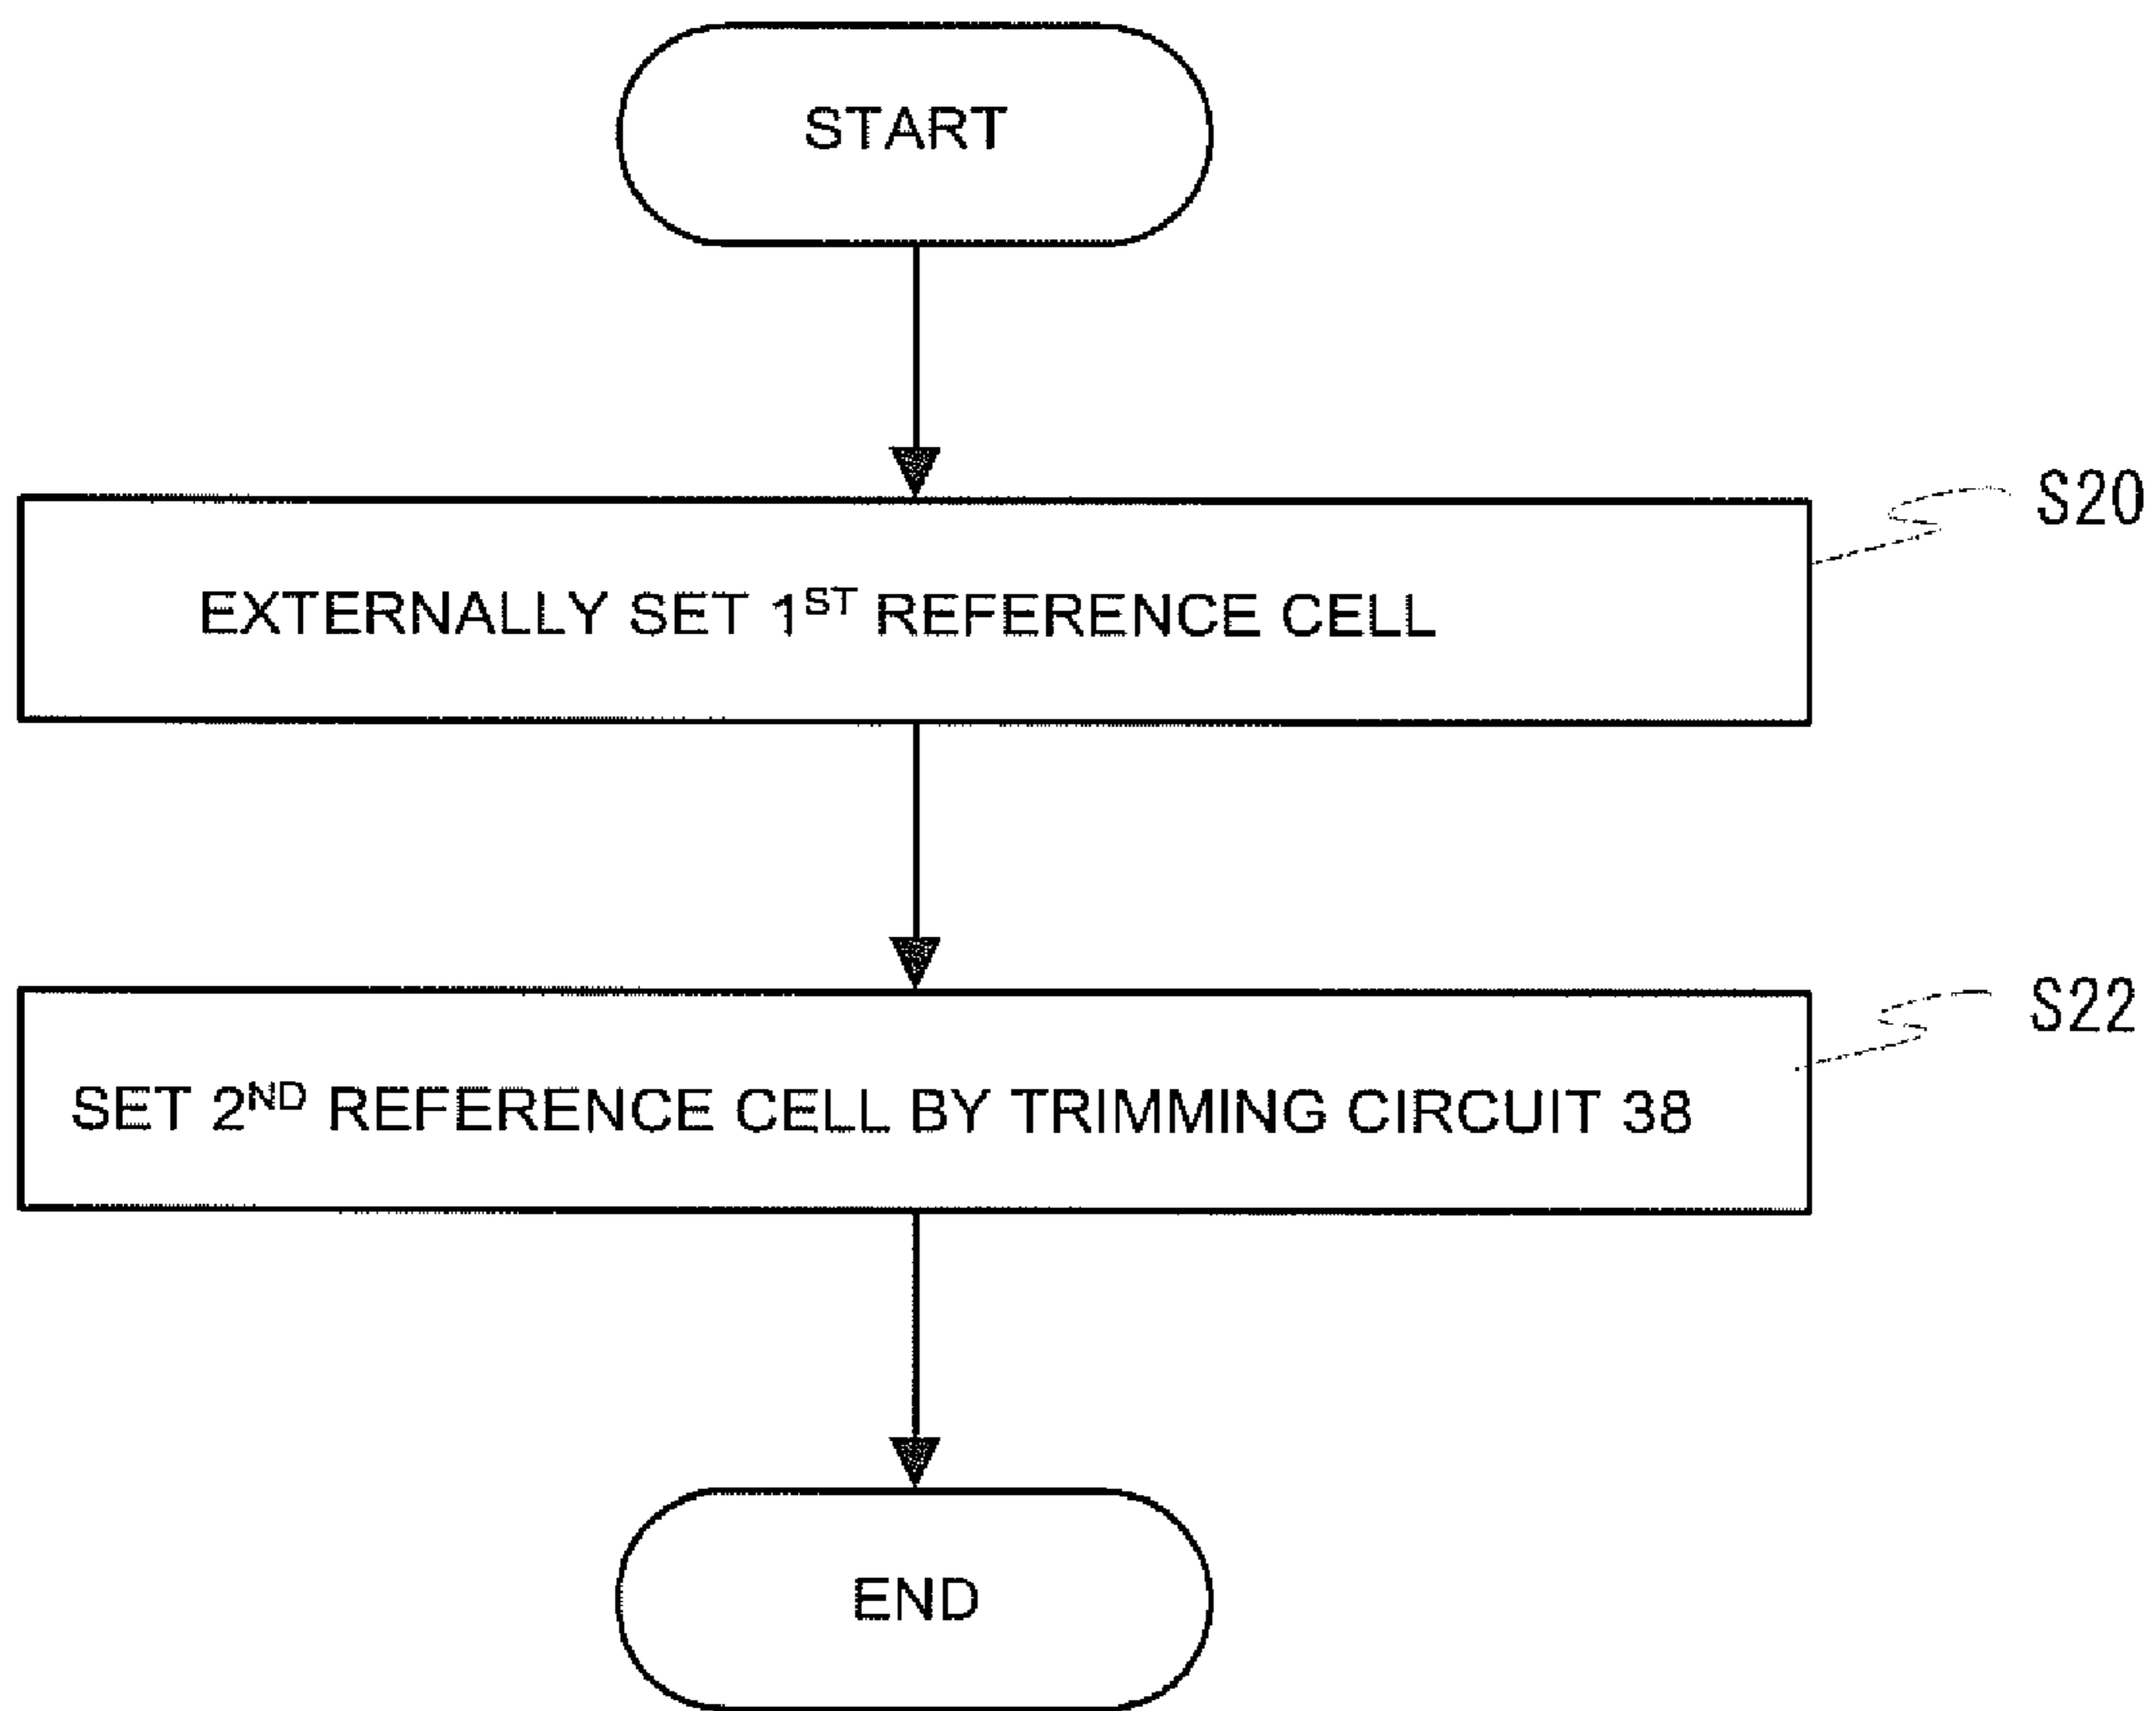 START
S20
EXTERNALLY SET 1ST REFERENCE CELL
S22
SET 2ND REFERENCE CELL BY TRIMMING CIRCUIT 38
END